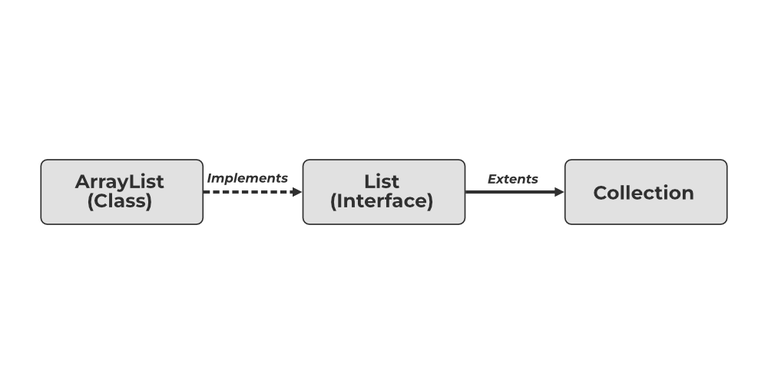 ArrayList
(Class)
Implements
List
(Interface)
Extents
Collection